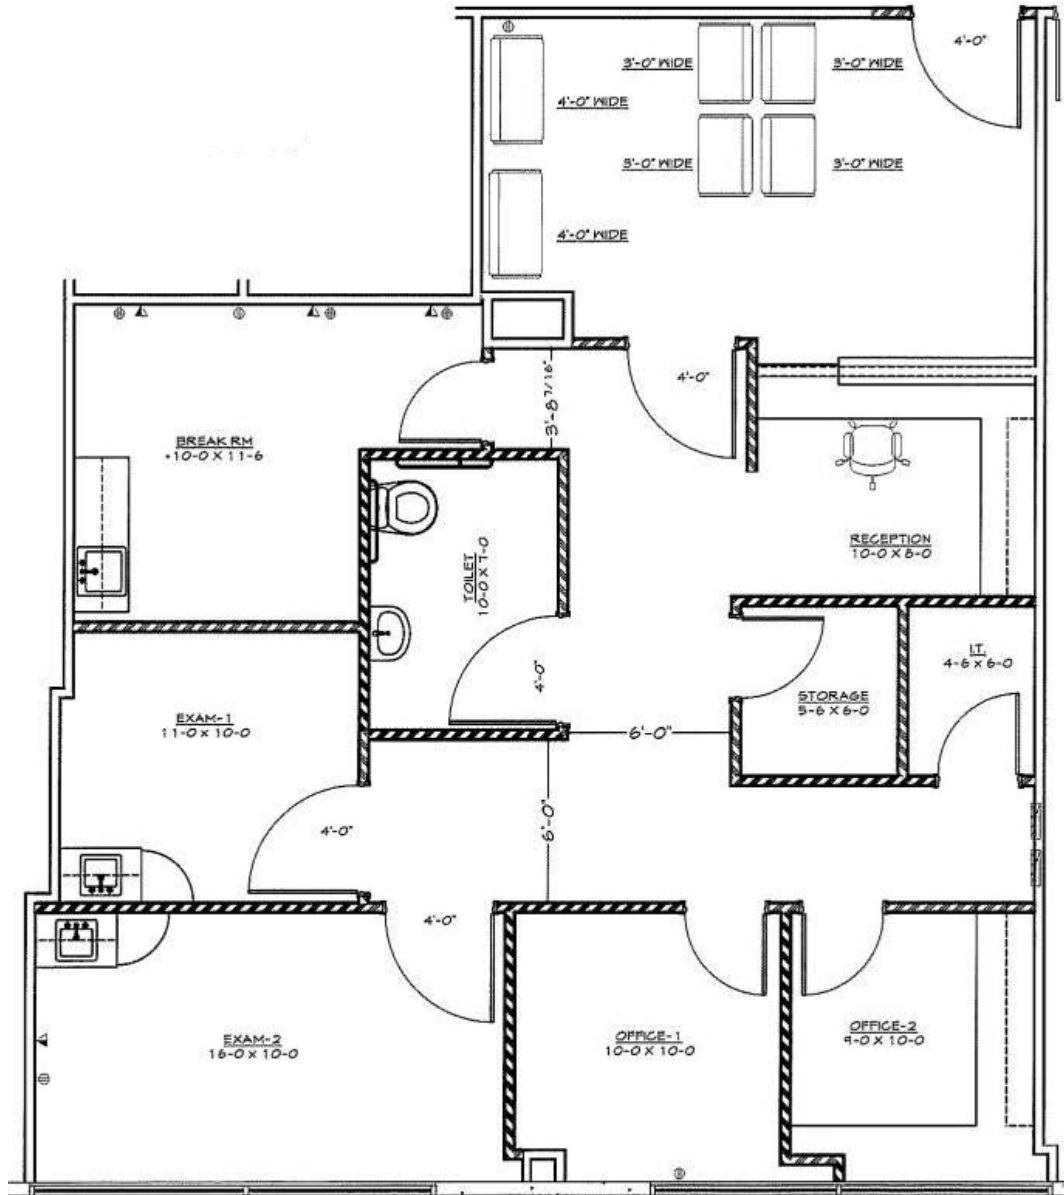 4'-0"
3'-0" WIDE
3'-0" WIDE
4'-0" WIDE
3'-0" WIDE
3'-0" WIDE
4'-0" WIDE
3'-8 7/16"
4'-0"
BREAK RM
+10-0 X 11-6
RECEPTION
10-0 X 8-0
TOILET
10-0 X 7-0
I.T.
4-6 X 6-0
4'-0"
STORAGE
5-6 X 6-0
EXAM-1
11-0 X 10-0
6'-0"
4'-0"
6'-0"
4'-0"
EXAM-2
16-0 X 10-0
OFFICE-1
10-0 X 10-0
OFFICE-2
9-0 X 10-0